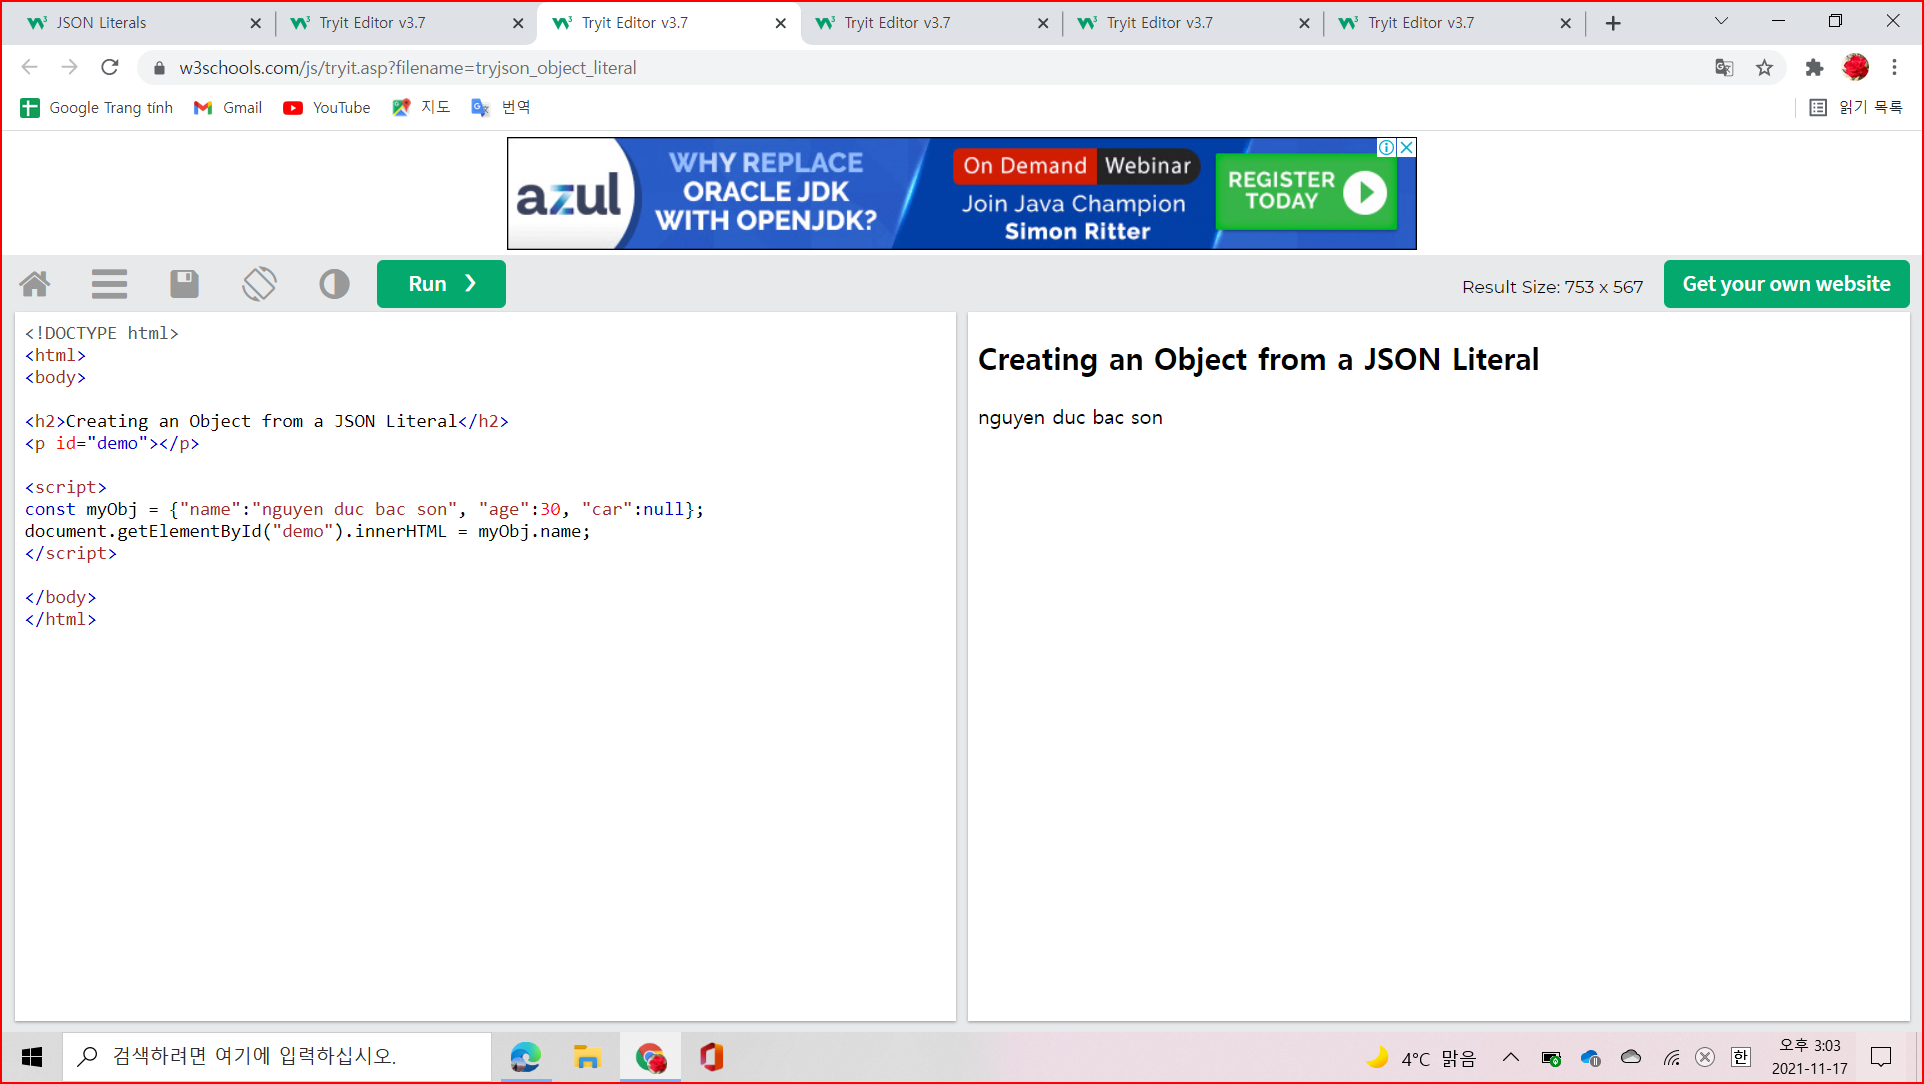 JSON Literals
Tryit Editor v3.7
Tryit Editor v3.7
Tryit Editor v3.7
Tryit Editor v3.7
Tryit Editor v3.7
w3schools.com/js/tryit.asp?filename=tryjson_object_literal
Google Trang tính
Gmail
YouTube
지도
번역
읽기 목록
azul
WHY REPLACE
ORACLE JDK
WITH OPENJDK?
On Demand Webinar
Join Java Champion
Simon Ritter
REGISTER
TODAY
Run ❯
Result Size: 753 x 567
Get your own website
<!DOCTYPE html>
<html>
<body>
<h2>Creating an Object from a JSON Literal</h2>
<p id="demo"></p>
<script>
const myObj = {"name":"nguyen duc bac son", "age":30, "car":null};
document.getElementById("demo").innerHTML = myObj.name;
</script>
</body>
</html>
Creating an Object from a JSON Literal
nguyen duc bac son
검색하려면 여기에 입력하십시오.
4°C 맑음
한
오후 3:03
2021-11-17